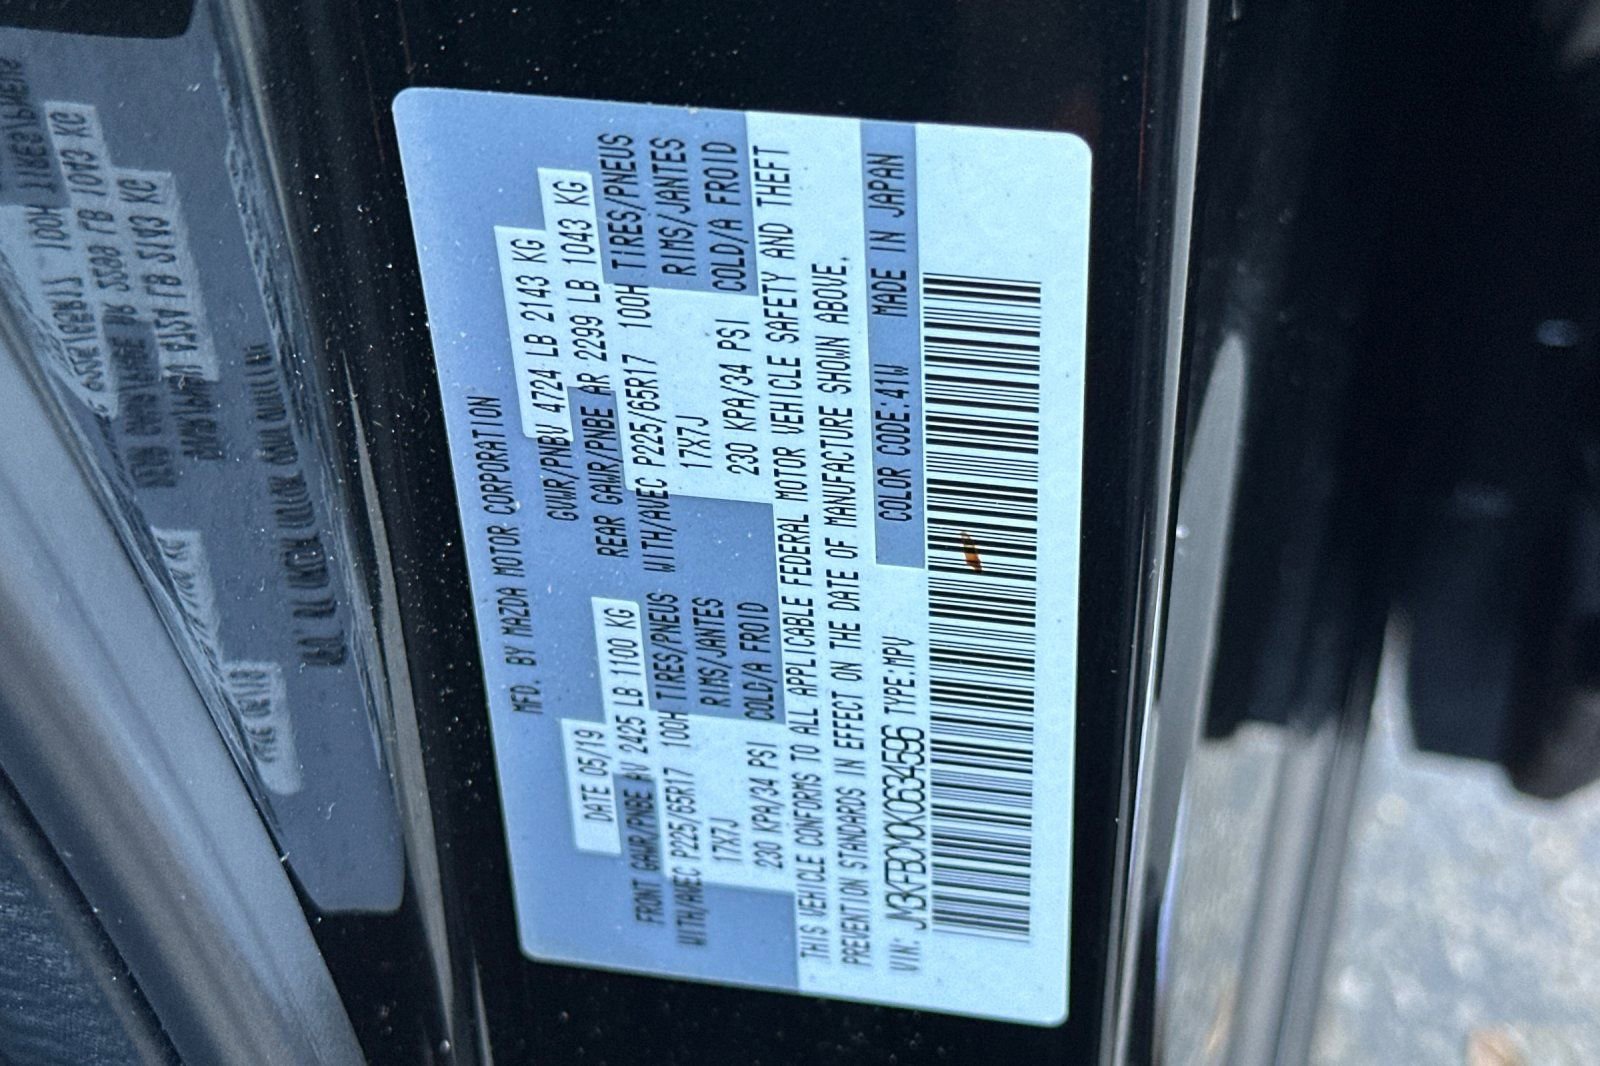 MFD. BY MAZDA MOTOR CORPORATION
DATE 05/19 GVWR/PNBV 4724 LB 2143 KG
FRONT GAWR/PNBE AV 2425 LB 1100 KG REAR GAWR/PNBE AR 2299 LB 1043 KG
WITH/AVEC P225/65R17 100H TIRES/PNEUS WITH/AVEC P225/65R17 100H TIRES/PNEUS
17X7J RIMS/JANTES 17X7J RIMS/JANTES
230 KPA/34 PSI COLD/A FROID 230 KPA/34 PSI COLD/A FROID
THIS VEHICLE CONFORMS TO ALL APPLICABLE FEDERAL MOTOR VEHICLE SAFETY AND THEFT
PREVENTION STANDARDS IN EFFECT ON THE DATE OF MANUFACTURE SHOWN ABOVE.
VIN: JM3KFBCM0K0634596 TYPE:MPV COLOR CODE:41W MADE IN JAPAN